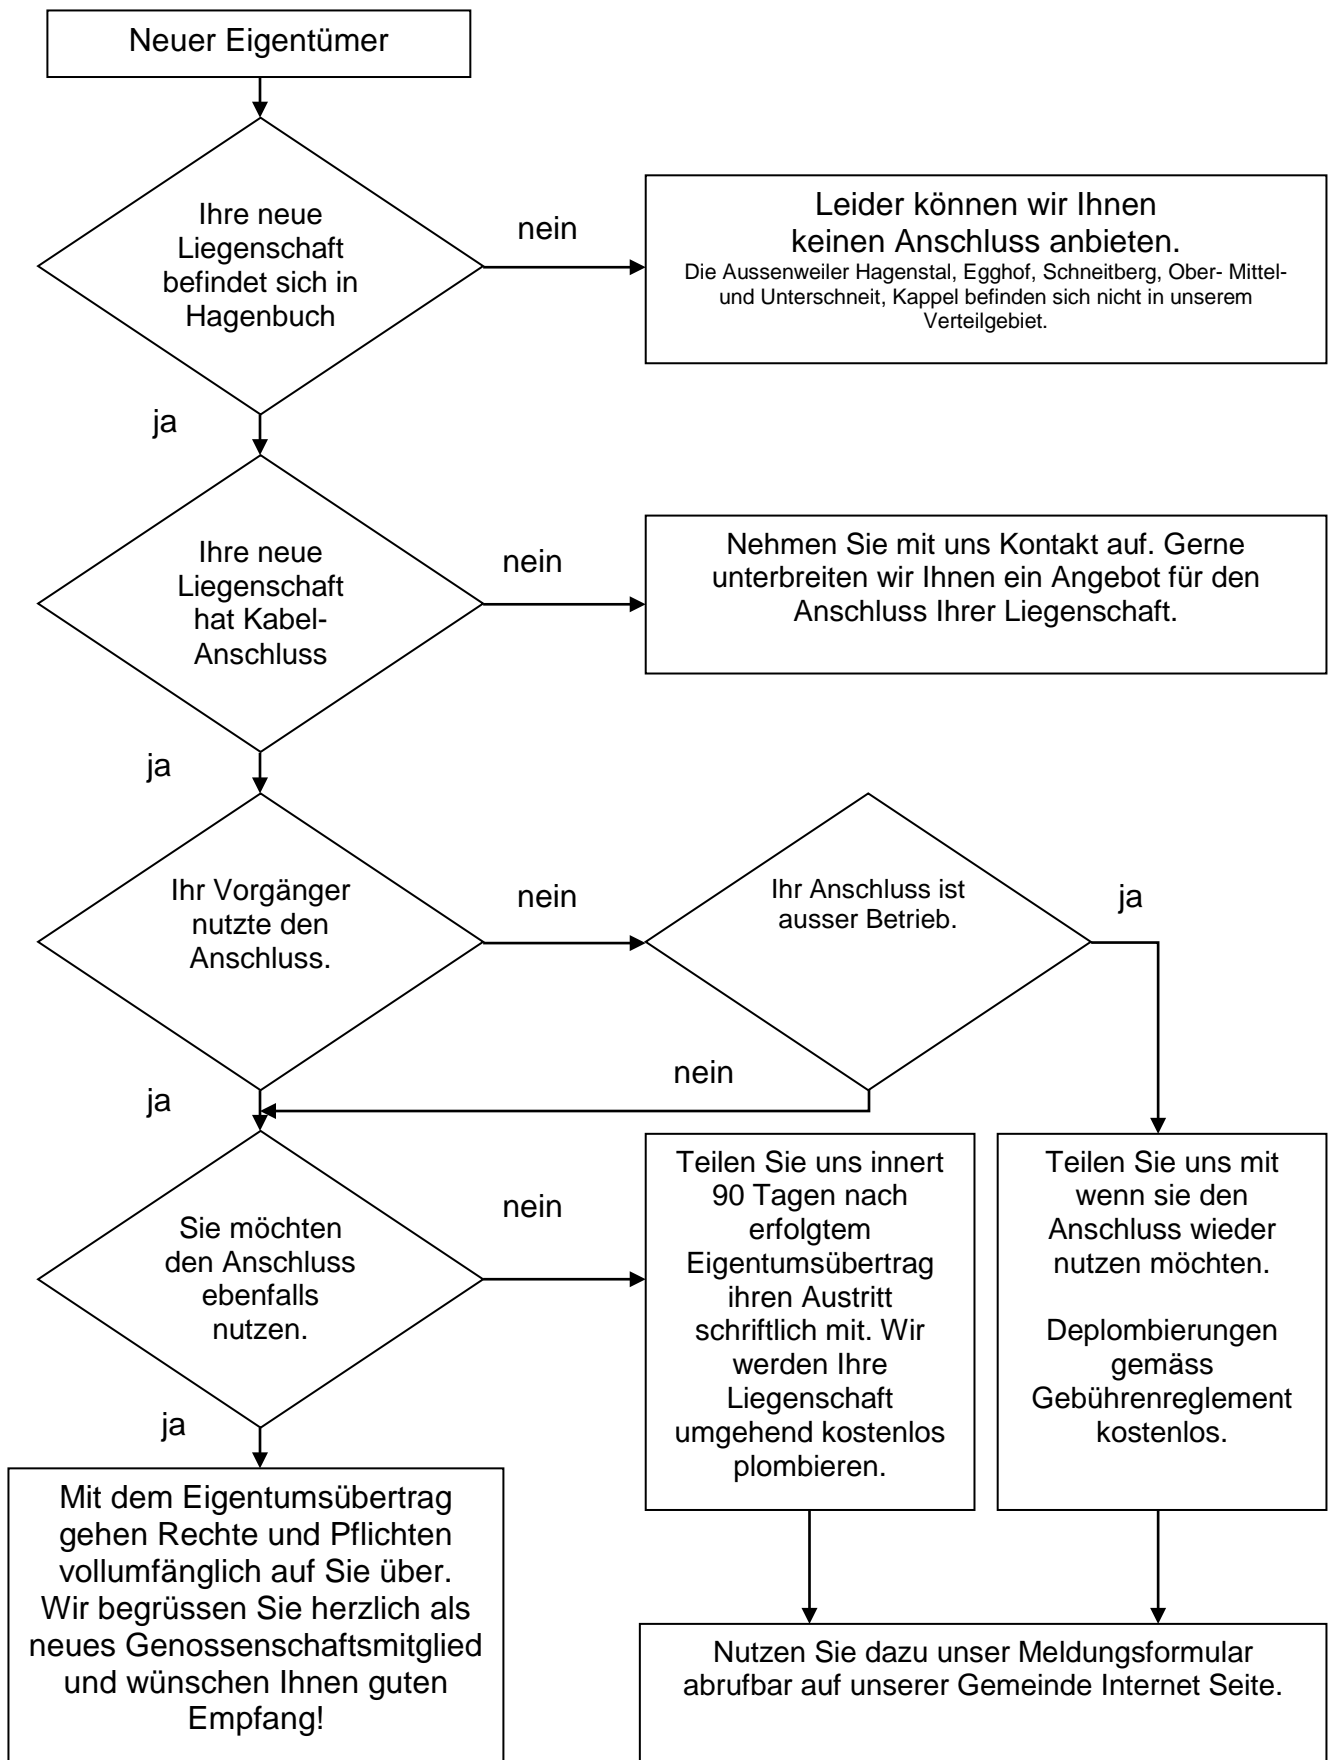 Neuer Eigentümer
Ihre neue
Liegenschaft
befindet sich in
Hagenbuch
nein
Leider können wir Ihnen
keinen Anschluss anbieten.
Die Aussenweiler Hagenstal, Egghof, Schneitberg, Ober- Mittel-
und Unterschneit, Kappel befinden sich nicht in unserem
Verteilgebiet.
ja
Ihre neue
Liegenschaft
hat Kabel-
Anschluss
nein
Nehmen Sie mit uns Kontakt auf. Gerne
unterbreiten wir Ihnen ein Angebot für den
Anschluss Ihrer Liegenschaft.
ja
Ihr Vorgänger
nutzte den
Anschluss.
nein
Ihr Anschluss ist
ausser Betrieb.
ja
nein
ja
Sie möchten
den Anschluss
ebenfalls
nutzen.
nein
Teilen Sie uns innert
90 Tagen nach
erfolgtem
Eigentumsübertrag
ihren Austritt
schriftlich mit. Wir
werden Ihre
Liegenschaft
umgehend kostenlos
plombieren.
Teilen Sie uns mit
wenn sie den
Anschluss wieder
nutzen möchten.
Deplombierungen
gemäss
Gebührenreglement
kostenlos.
ja
Mit dem Eigentumsübertrag
gehen Rechte und Pflichten
vollumfänglich auf Sie über.
Wir begrüssen Sie herzlich als
neues Genossenschaftsmitglied
und wünschen Ihnen guten
Empfang!
Nutzen Sie dazu unser Meldungsformular
abrufbar auf unserer Gemeinde Internet Seite.